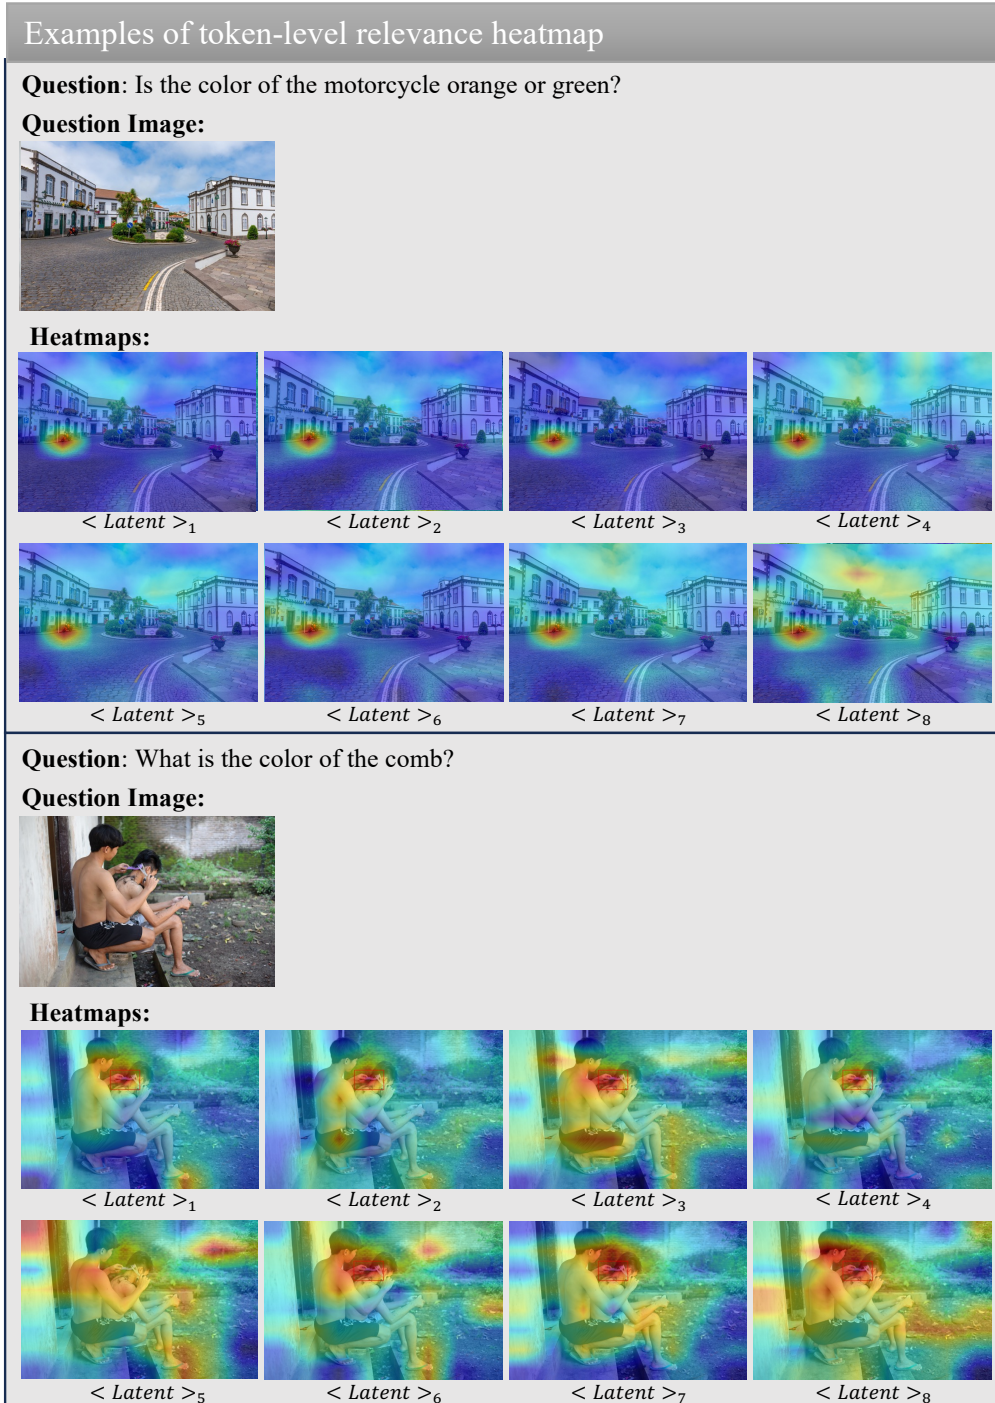 Examples of token-level relevance heatmap
Question: Is the color of the motorcycle orange or green?
Question Image:
Heatmaps:
< Latent >₁ < Latent >₂ < Latent >₃ < Latent >₄
< Latent >₅ < Latent >₆ < Latent >₇ < Latent >₈
Question: What is the color of the comb?
Question Image:
Heatmaps:
< Latent >₁ < Latent >₂ < Latent >₃ < Latent >₄
< Latent >₅ < Latent >₆ < Latent >₇ < Latent >₈